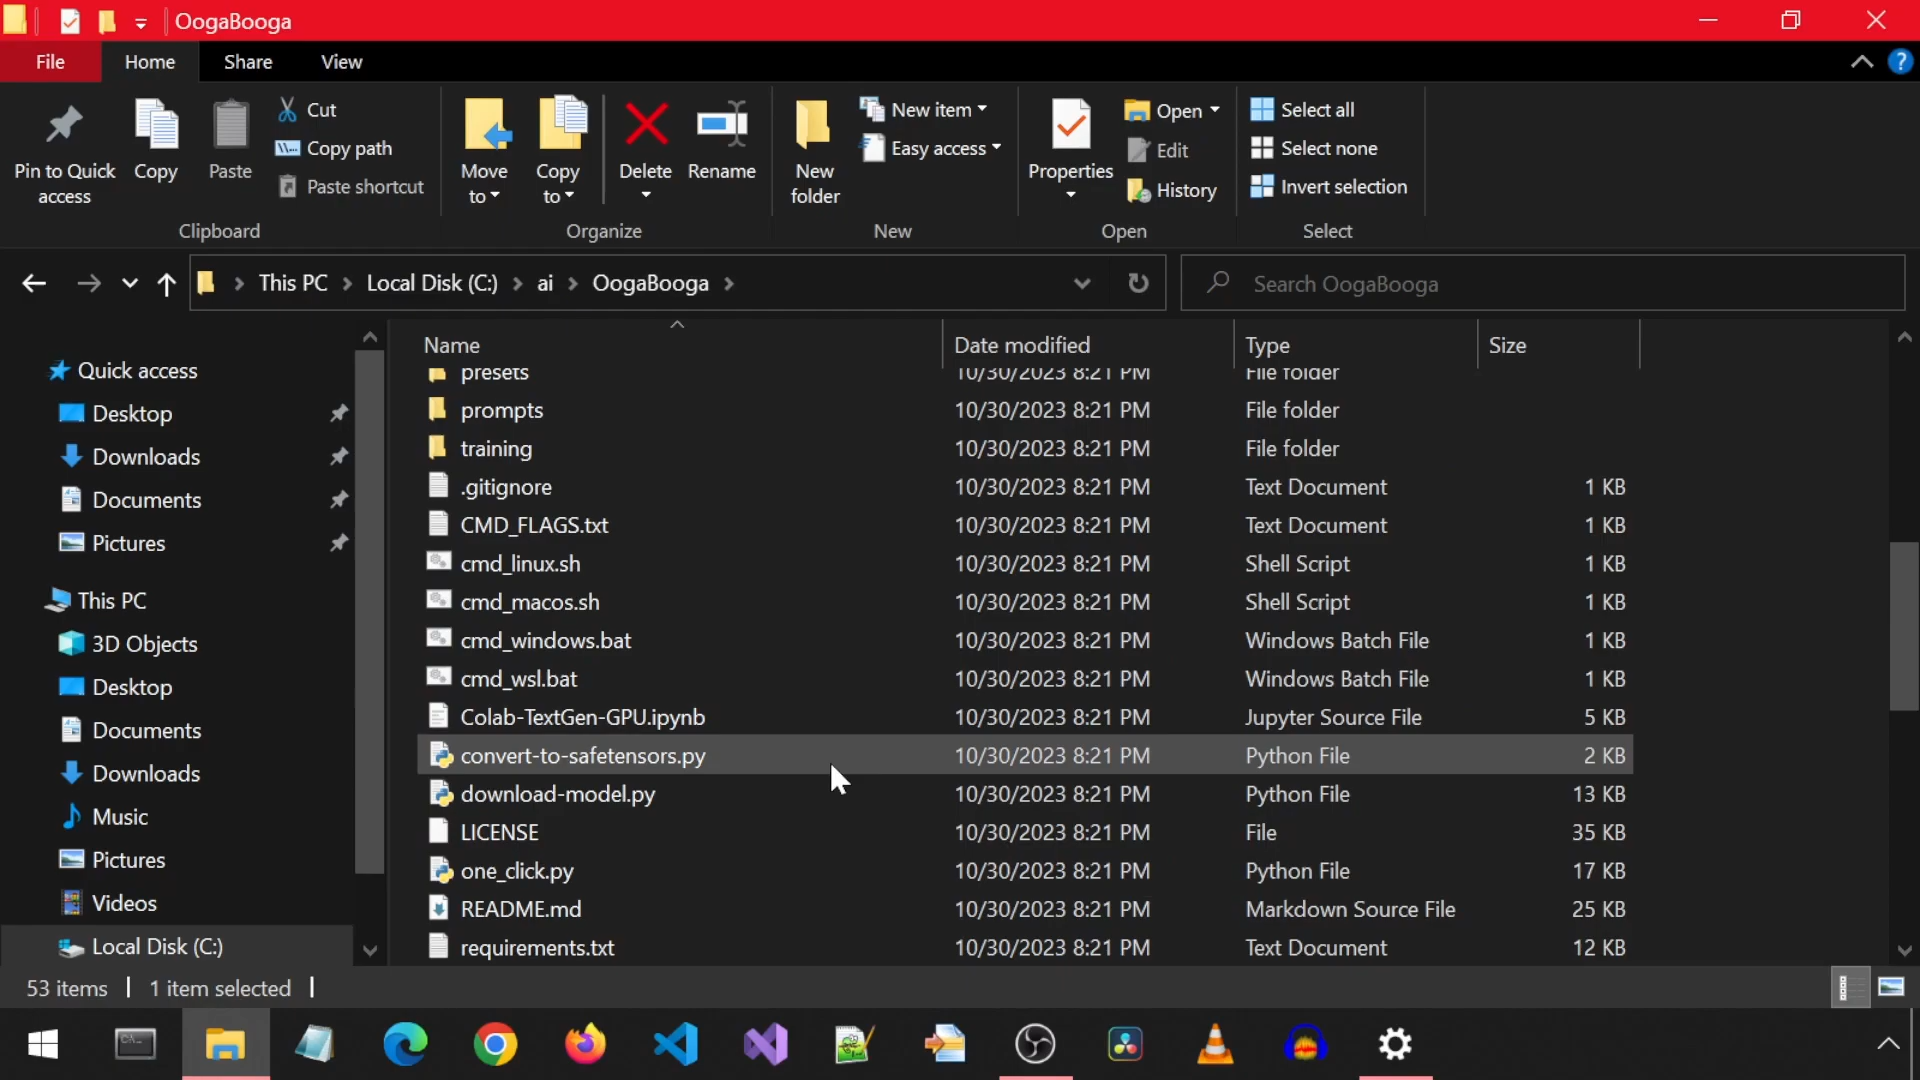 OogaBooga
File Home Share View
Pin to Quick access
Copy
Paste
Cut
Copy path
Paste shortcut
Clipboard
Move to
Copy to
Delete
Rename
Organize
New folder
New item
Easy access
New
Properties
Open
Edit
History
Open
Select all
Select none
Invert selection
Select
This PC Local Disk (C:) ai OogaBooga
Search OogaBooga
Quick access
Desktop
Downloads
Documents
Pictures
This PC
3D Objects
Desktop
Documents
Downloads
Music
Pictures
Videos
Local Disk (C:)
Name Date modified Type Size
presets 10/30/2023 8:21 PM File folder
prompts 10/30/2023 8:21 PM File folder
training 10/30/2023 8:21 PM File folder
.gitignore 10/30/2023 8:21 PM Text Document 1 KB
CMD_FLAGS.txt 10/30/2023 8:21 PM Text Document 1 KB
cmd_linux.sh 10/30/2023 8:21 PM Shell Script 1 KB
cmd_macos.sh 10/30/2023 8:21 PM Shell Script 1 KB
cmd_windows.bat 10/30/2023 8:21 PM Windows Batch File 1 KB
cmd_wsl.bat 10/30/2023 8:21 PM Windows Batch File 1 KB
Colab-TextGen-GPU.ipynb 10/30/2023 8:21 PM Jupyter Source File 5 KB
convert-to-safetensors.py 10/30/2023 8:21 PM Python File 2 KB
download-model.py 10/30/2023 8:21 PM Python File 13 KB
LICENSE 10/30/2023 8:21 PM File 35 KB
one_click.py 10/30/2023 8:21 PM Python File 17 KB
README.md 10/30/2023 8:21 PM Markdown Source File 25 KB
requirements.txt 10/30/2023 8:21 PM Text Document 12 KB
53 items 1 item selected